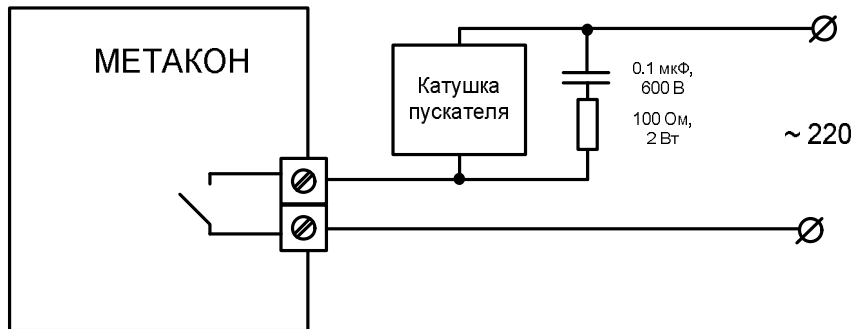 МЕТАКОН
Катушка
пускателя
0.1 мкФ,
600 В
100 Ом,
2 Вт
~ 220